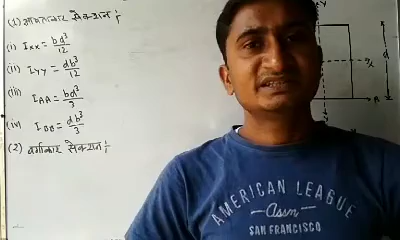 (1) आयताकार सेक्शन :-
(i) Ixx = bd³/12
(ii) Iyy = db³/12
(iii) IAA = bd³/3
(iv) IBB = db³/3
(2) वर्गाकार सेक्शन :-
Y
d
x
A
AMERICAN LEAGUE
Assn
SAN FRANCISCO